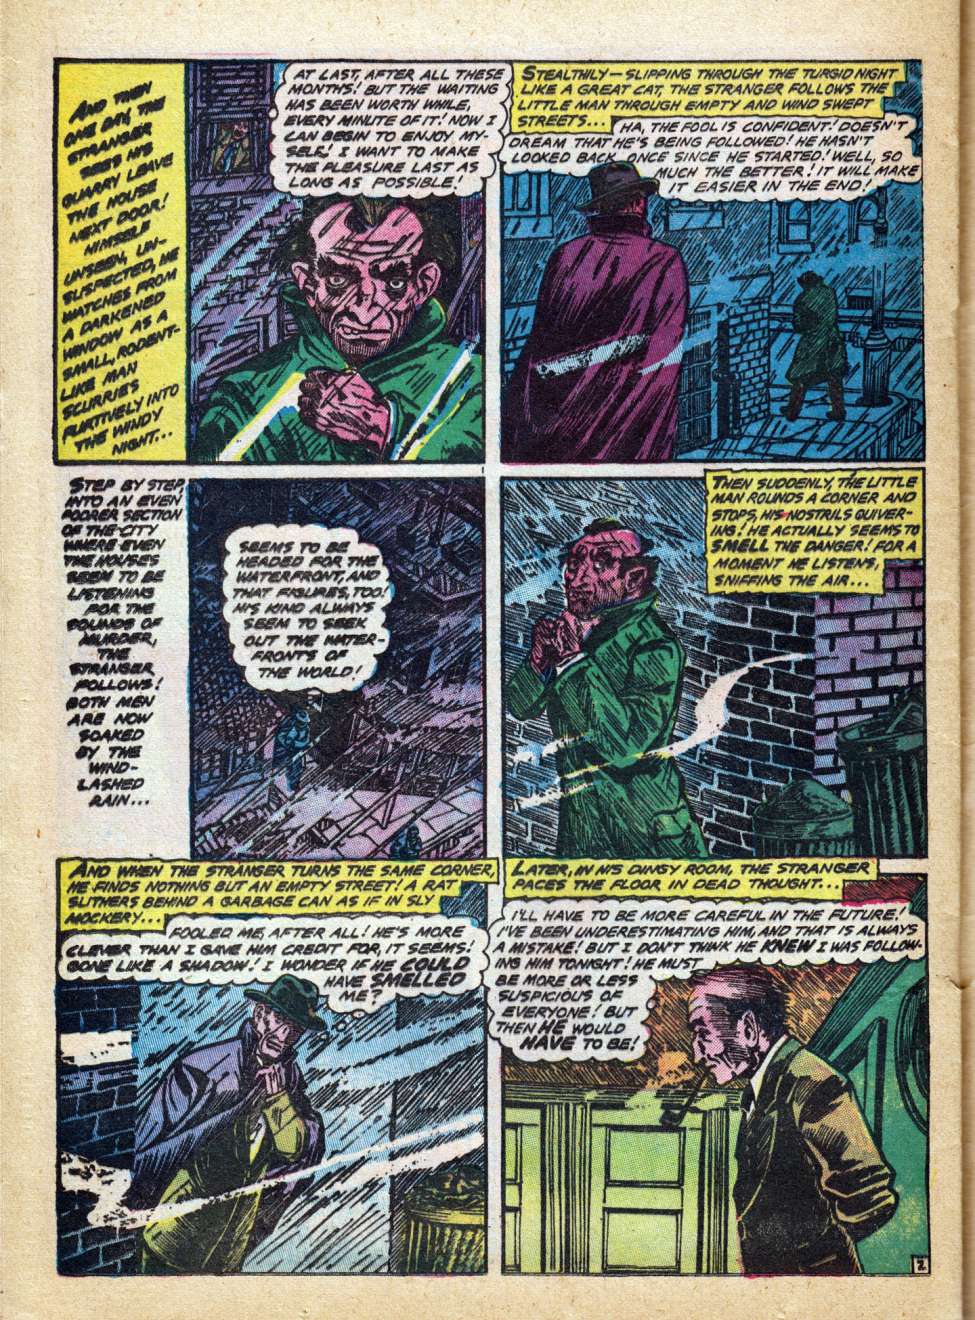 AND THEN
ONE DAY, THE
STRANGER
SEES HIS
QUARRY LEAVE
THE HOUSE
NEXT DOOR!
HIMSELF
UNSEEN, UN-
SUSPECTED, HE
WATCHES FROM
A DARKENED
WINDOW AS A
SMALL, RODENT-
LIKE MAN
SCURRIES
FURTIVELY INTO
THE WINDY
NIGHT...
AT LAST, AFTER ALL THESE
MONTHS! BUT THE WAITING
HAS BEEN WORTH WHILE,
EVERY MINUTE OF IT! NOW I
CAN BEGIN TO ENJOY MY-
SELF! I WANT TO MAKE
THE PLEASURE LAST AS
LONG AS POSSIBLE!
STEALTHILY—SLIPPING THROUGH THE TURGID NIGHT
LIKE A GREAT CAT, THE STRANGER FOLLOWS THE
LITTLE MAN THROUGH EMPTY AND WIND SWEPT
STREETS...
HA, THE FOOL IS CONFIDENT! DOESN'T
DREAM THAT HE'S BEING FOLLOWED! HE HASN'T
LOOKED BACK ONCE SINCE HE STARTED! WELL, SO
MUCH THE BETTER! IT WILL MAKE
IT EASIER IN THE END!
STEP BY STEP,
INTO AN EVEN
POORER SECTION
OF THE CITY
WHERE EVEN
THE HOUSES
SEEM TO BE
LISTENING
FOR THE
SOUNDS OF
MURDER,
THE
STRANGER
FOLLOWS!
BOTH MEN
ARE NOW
SOAKED
BY THE
WIND-
LASHED
RAIN...
SEEMS TO BE
HEADED FOR THE
WATERFRONT, AND
THAT FIGURES, TOO!
HIS KIND ALWAYS
SEEM TO SEEK
OUT THE WATER-
FRONTS OF
THE WORLD!
THEN SUDDENLY, THE LITTLE
MAN ROUNDS A CORNER AND
STOPS, HIS NOSTRILS QUIVER-
ING! HE ACTUALLY SEEMS TO
SMELL THE DANGER! FOR A
MOMENT HE LISTENS,
SNIFFING THE AIR...
AND WHEN THE STRANGER TURNS THE SAME CORNER,
HE FINDS NOTHING BUT AN EMPTY STREET! A RAT
SLITHERS BEHIND A GARBAGE CAN AS IF IN SLY
MOCKERY...
FOOLED ME, AFTER ALL! HE'S MORE
CLEVER THAN I GAVE HIM CREDIT FOR, IT SEEMS!
GONE LIKE A SHADOW! I WONDER IF HE COULD
HAVE SMELLED
ME?
LATER, IN HIS DINGY ROOM, THE STRANGER
PACES THE FLOOR IN DEAD THOUGHT...
I'LL HAVE TO BE MORE CAREFUL IN THE FUTURE!
I'VE BEEN UNDERESTIMATING HIM, AND THAT IS ALWAYS
A MISTAKE! BUT I DON'T THINK HE KNEW I WAS FOLLOW-
ING HIM TONIGHT! HE MUST
BE MORE OR LESS
SUSPICIOUS OF
EVERYONE! BUT
THEN HE WOULD
HAVE TO BE!
2